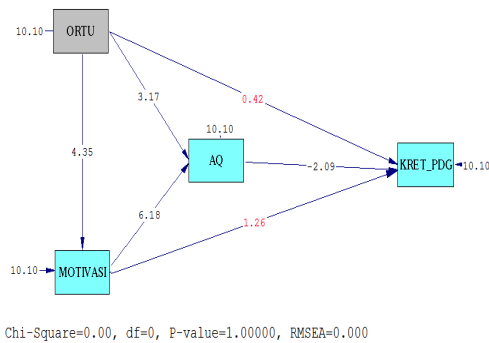 10.10
ORTU
3.17
0.42
4.35
10.10
AQ
-2.09
KRET_PDG
10.10
6.18
1.26
10.10
MOTIVASI
Chi-Square=0.00, df=0, P-value=1.00000, RMSEA=0.000